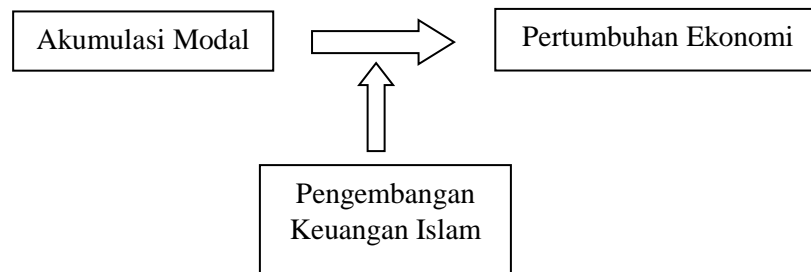 Akumulasi Modal
Pertumbuhan Ekonomi
Pengembangan
Keuangan Islam